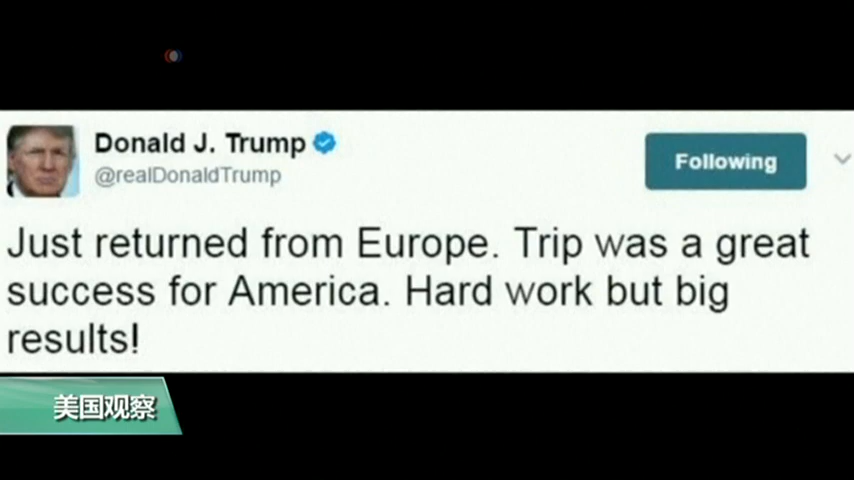 Donald J. Trump
@realDonaldTrump
Following
Just returned from Europe. Trip was a great
success for America. Hard work but big
results!
美国观察